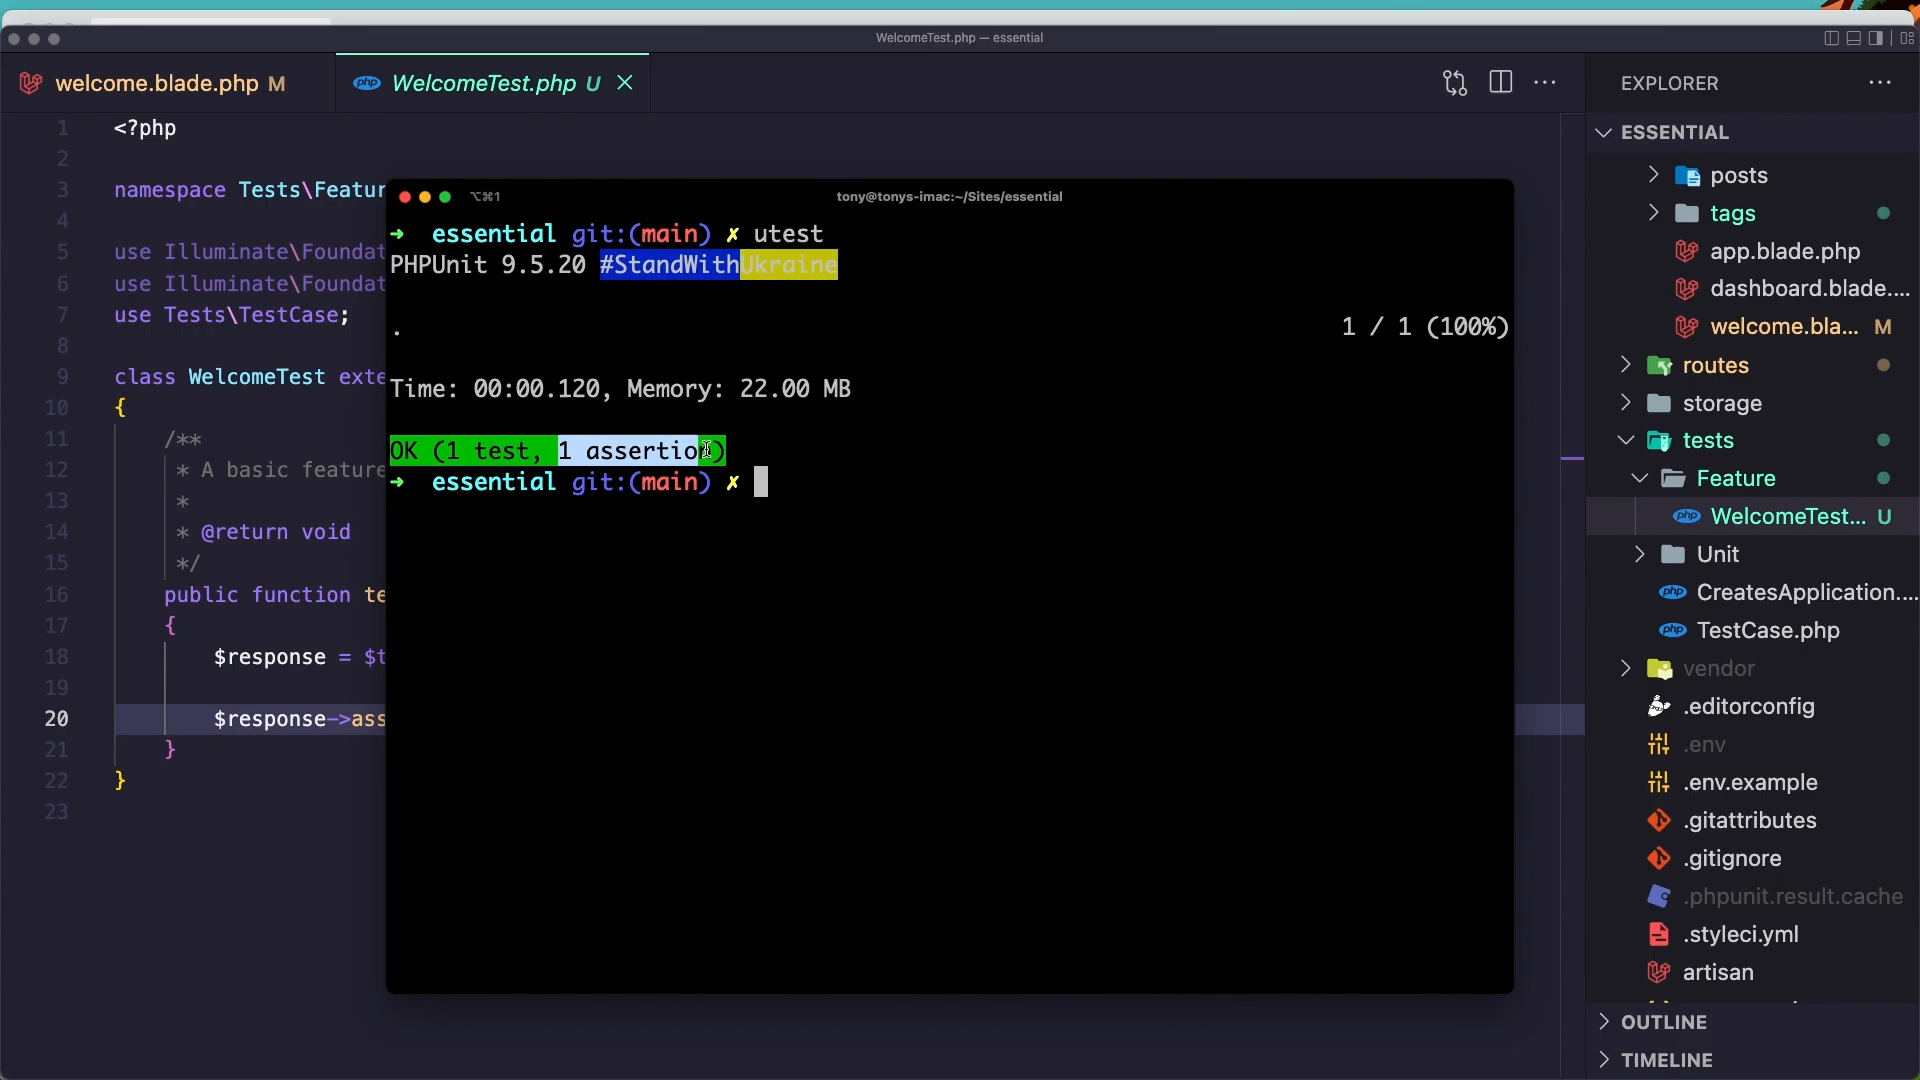 WelcomeTest.php — essential
welcome.blade.php M
php WelcomeTest.php U
EXPLORER
ESSENTIAL
posts
tags
app.blade.php
dashboard.blade....
welcome.bla... M
routes
storage
tests
Feature
php WelcomeTest... U
Unit
php CreatesApplication....
php TestCase.php
vendor
.editorconfig
.env
.env.example
.gitattributes
.gitignore
.phpunit.result.cache
.styleci.yml
artisan
OUTLINE
TIMELINE
1 <?php
2
3 namespace Tests\Featur
4
5 use Illuminate\Foundat
6 use Illuminate\Foundat
7 use Tests\TestCase;
8
9 class WelcomeTest exte
10 {
11 /**
12 * A basic feature
13 *
14 * @return void
15 */
16 public function te
17 {
18 $response = $t
19
20 $response->ass
21 }
22 }
23
⌥⌘1 tony@tonys-imac:~/Sites/essential
➜ essential git:(main) ✗ utest
PHPUnit 9.5.20 #StandWithUkraine
. 1 / 1 (100%)
Time: 00:00.120, Memory: 22.00 MB
OK (1 test, 1 assertion)
➜ essential git:(main) ✗